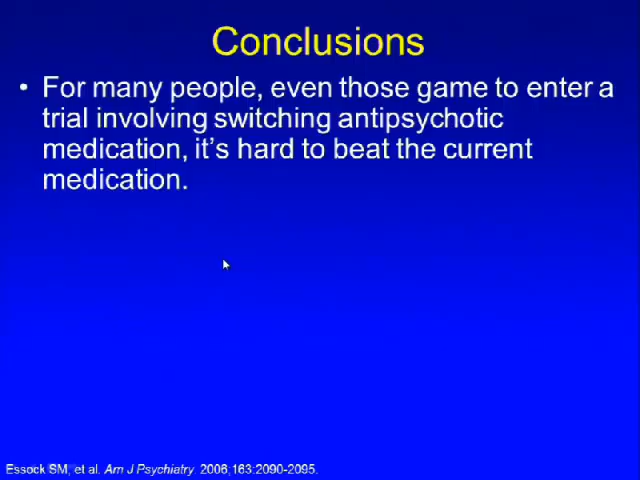 Conclusions
• For many people, even those game to enter a
trial involving switching antipsychotic
medication, it's hard to beat the current
medication.
Essock SM, et al. Am J Psychiatry 2006;163:2090-2095.